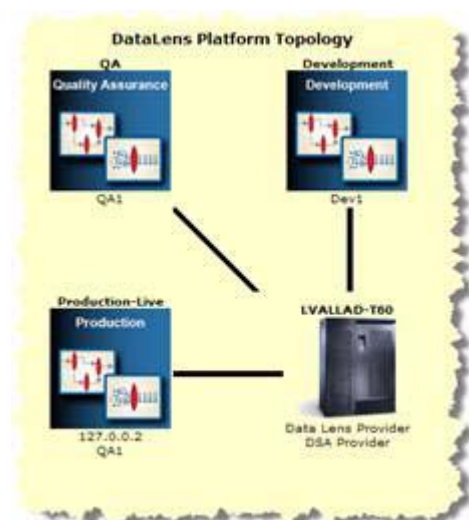 DataLens Platform Topology
QA
Quality Assurance
QA1
Development
Development
Dev1
Production-Live
Production
127.0.0.2
QA1
LVALLAD-T60
Data Lens Provider
DSA Provider